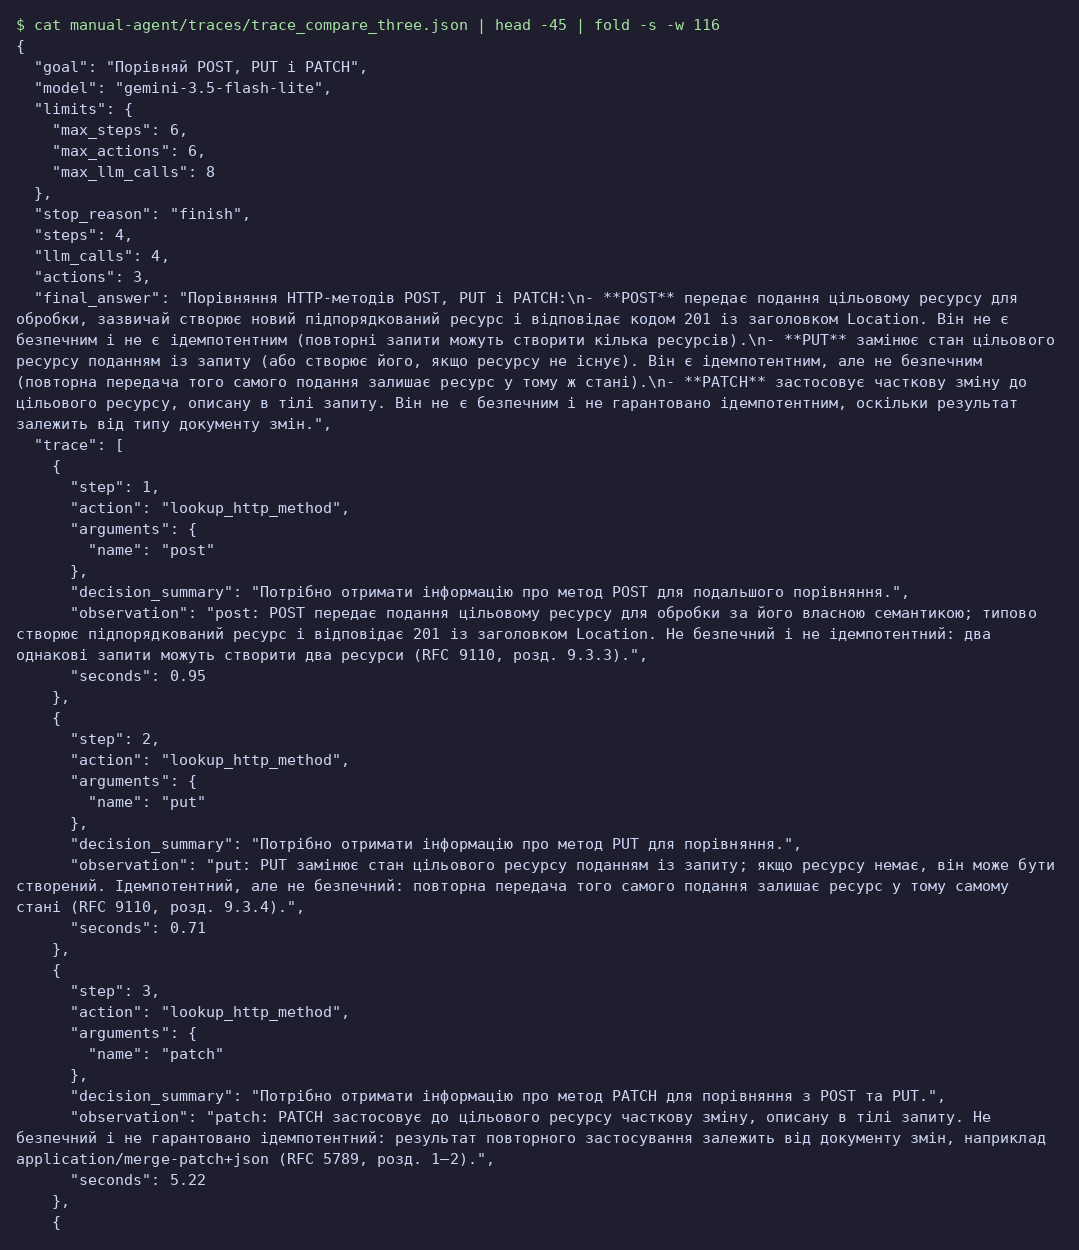 $ cat manual-agent/traces/trace_compare_three.json | head -45 | fold -s -w 116
{
  "goal": "Порівняй POST, PUT і PATCH",
  "model": "gemini-3.5-flash-lite",
  "limits": {
    "max_steps": 6,
    "max_actions": 6,
    "max_llm_calls": 8
  },
  "stop_reason": "finish",
  "steps": 4,
  "llm_calls": 4,
  "actions": 3,
  "final_answer": "Порівняння HTTP-методів POST, PUT і PATCH:\n- **POST** передає подання цільовому ресурсу для
обробки, зазвичай створює новий підпорядкований ресурс і відповідає кодом 201 із заголовком Location. Він не є
безпечним і не є ідемпотентним (повторні запити можуть створити кілька ресурсів).\n- **PUT** замінює стан цільового
ресурсу поданням із запиту (або створює його, якщо ресурсу не існує). Він є ідемпотентним, але не безпечним
(повторна передача того самого подання залишає ресурс у тому ж стані).\n- **PATCH** застосовує часткову зміну до
цільового ресурсу, описану в тілі запиту. Він не є безпечним і не гарантовано ідемпотентним, оскільки результат
залежить від типу документу змін.",
  "trace": [
    {
      "step": 1,
      "action": "lookup_http_method",
      "arguments": {
        "name": "post"
      },
      "decision_summary": "Потрібно отримати інформацію про метод POST для подальшого порівняння.",
      "observation": "post: POST передає подання цільовому ресурсу для обробки за його власною семантикою; типово
створює підпорядкований ресурс і відповідає 201 із заголовком Location. Не безпечний і не ідемпотентний: два
однакові запити можуть створити два ресурси (RFC 9110, розд. 9.3.3).",
      "seconds": 0.95
    },
    {
      "step": 2,
      "action": "lookup_http_method",
      "arguments": {
        "name": "put"
      },
      "decision_summary": "Потрібно отримати інформацію про метод PUT для порівняння.",
      "observation": "put: PUT замінює стан цільового ресурсу поданням із запиту; якщо ресурсу немає, він може бути
створений. Ідемпотентний, але не безпечний: повторна передача того самого подання залишає ресурс у тому самому
стані (RFC 9110, розд. 9.3.4).",
      "seconds": 0.71
    },
    {
      "step": 3,
      "action": "lookup_http_method",
      "arguments": {
        "name": "patch"
      },
      "decision_summary": "Потрібно отримати інформацію про метод PATCH для порівняння з POST та PUT.",
      "observation": "patch: PATCH застосовує до цільового ресурсу часткову зміну, описану в тілі запиту. Не
безпечний і не гарантовано ідемпотентний: результат повторного застосування залежить від документу змін, наприклад
application/merge-patch+json (RFC 5789, розд. 1–2).",
      "seconds": 5.22
    },
    {